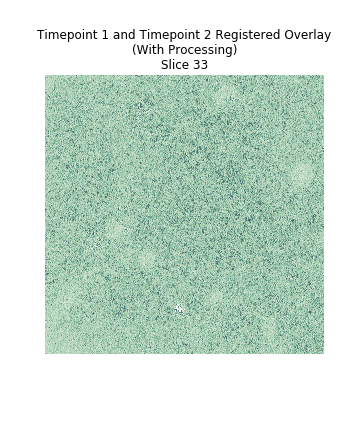 Timepoint 1 and Timepoint 2 Registered Overlay
(With Processing)
Slice 33